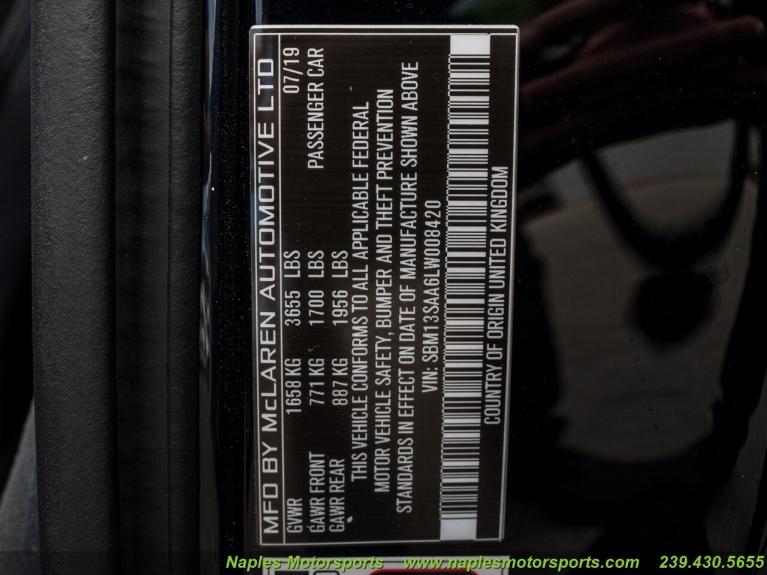 MFD BY McLAREN AUTOMOTIVE LTD
GVWR 1658 KG 3655 LBS 07/19
GAWR FRONT 771 KG 1700 LBS PASSENGER CAR
GAWR REAR 887 KG 1956 LBS
THIS VEHICLE CONFORMS TO ALL APPLICABLE FEDERAL
MOTOR VEHICLE SAFETY, BUMPER AND THEFT PREVENTION
STANDARDS IN EFFECT ON DATE OF MANUFACTURE SHOWN ABOVE
VIN: SBM13SAA6LW008420
COUNTRY OF ORIGIN UNITED KINGDOM
Naples Motorsports www.naplesmotorsports.com 239.430.5655